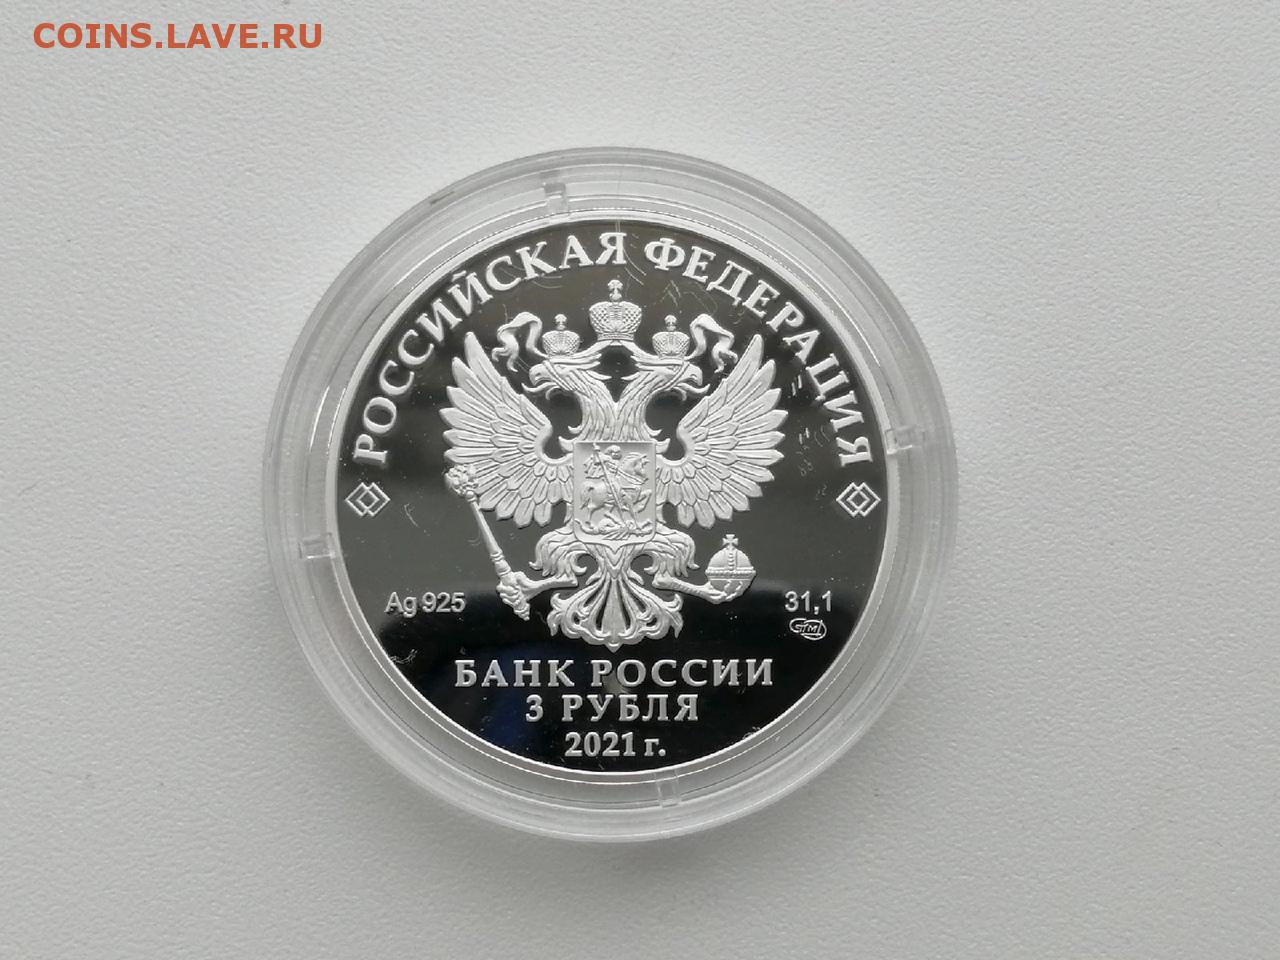 COINS.LAVE.RU
РОССИЙСКАЯ ФЕДЕРАЦИЯ
Ag 925
31,1
БАНК РОССИИ
3 РУБЛЯ
2021 г.